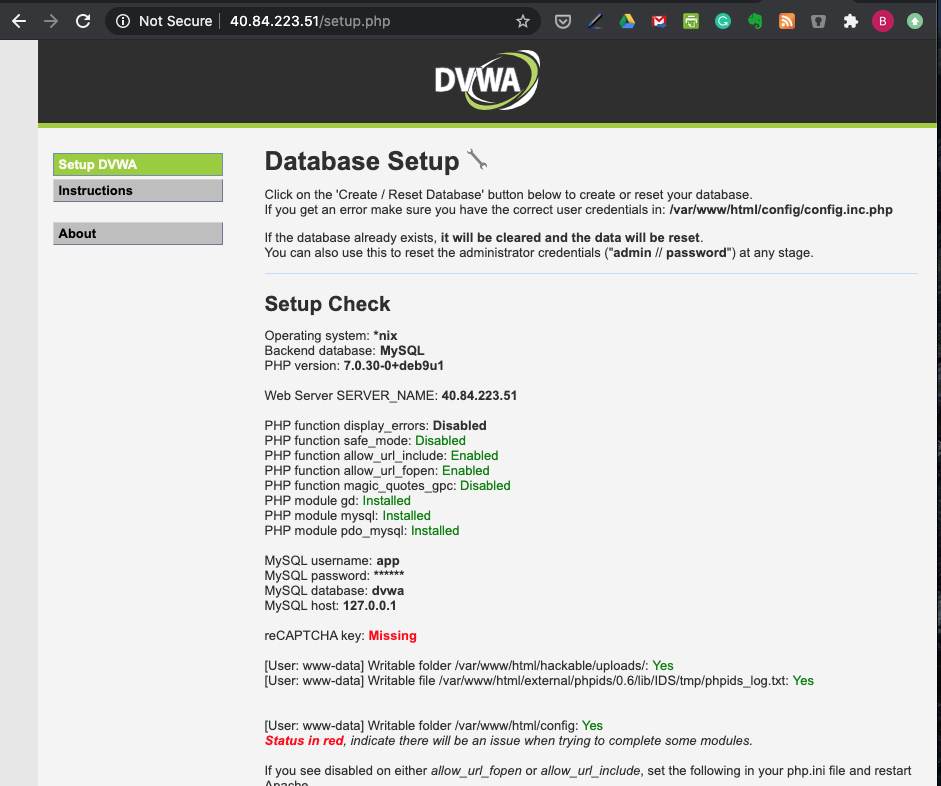 Not Secure
40.84.223.51/setup.php
B
DVWA
Setup DVWA
Instructions
About
Database Setup
Click on the 'Create / Reset Database' button below to create or reset your database.
If you get an error make sure you have the correct user credentials in: /var/www/html/config/config.inc.php
If the database already exists, it will be cleared and the data will be reset.
You can also use this to reset the administrator credentials ("admin // password") at any stage.
Setup Check
Operating system: *nix
Backend database: MySQL
PHP version: 7.0.30-0+deb9u1
Web Server SERVER_NAME: 40.84.223.51
PHP function display_errors: Disabled
PHP function safe_mode: Disabled
PHP function allow_url_include: Enabled
PHP function allow_url_fopen: Enabled
PHP function magic_quotes_gpc: Disabled
PHP module gd: Installed
PHP module mysql: Installed
PHP module pdo_mysql: Installed
MySQL username: app
MySQL password: ******
MySQL database: dvwa
MySQL host: 127.0.0.1
reCAPTCHA key: Missing
[User: www-data] Writable folder /var/www/html/hackable/uploads/: Yes
[User: www-data] Writable file /var/www/html/external/phpids/0.6/lib/IDS/tmp/phpids_log.txt: Yes
[User: www-data] Writable folder /var/www/html/config: Yes
Status in red, indicate there will be an issue when trying to complete some modules.
If you see disabled on either allow_url_fopen or allow_url_include, set the following in your php.ini file and restart
Apache.